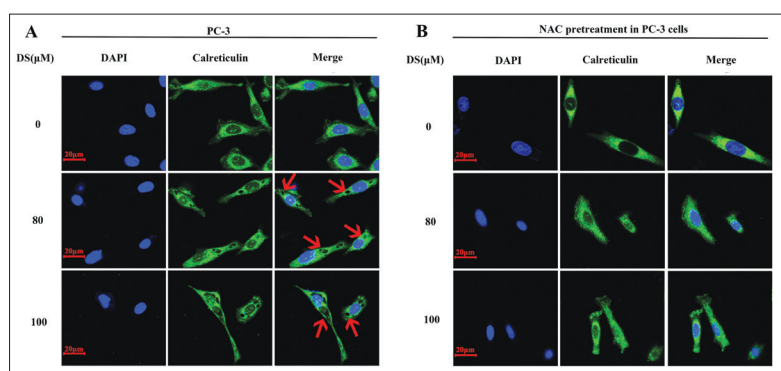 A
PC-3
DS(μM) DAPI Calreticulin Merge
0
20μm
80
20μm
100
20μm
B
NAC pretreatment in PC-3 cells
DS(μM) DAPI Calreticulin Merge
0
20μm
80
20μm
100
20μm